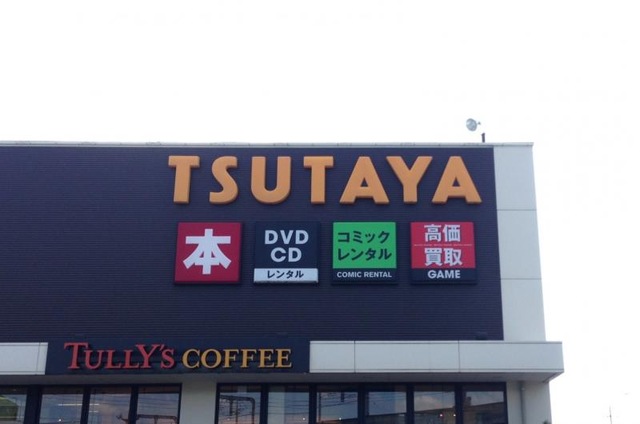 TSUTAYA
本
DVD
CD
レンタル
コミック
レンタル
COMIC RENTAL
高価
買取
GAME
TULLY'S COFFEE